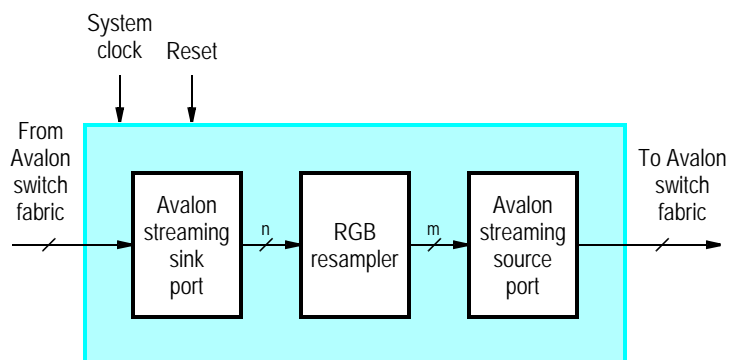 System
clock
Reset
From
Avalon
switch
fabric
To Avalon
switch
fabric
Avalon
streaming
sink
port
n
RGB
resampler
m
Avalon
streaming
source
port